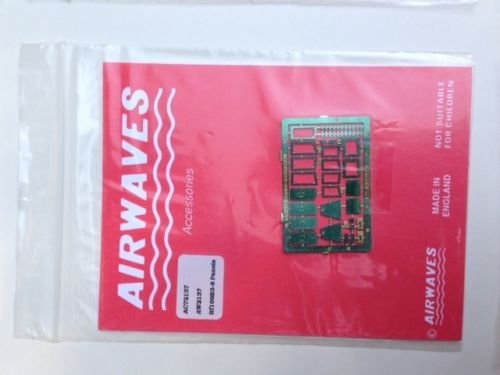 AIRWAVES
Accessories
AC72137
AW2137
Bf109E3-8 Panels
NOT SUITABLE
FOR CHILDREN
MADE IN
ENGLAND
© AIRWAVES